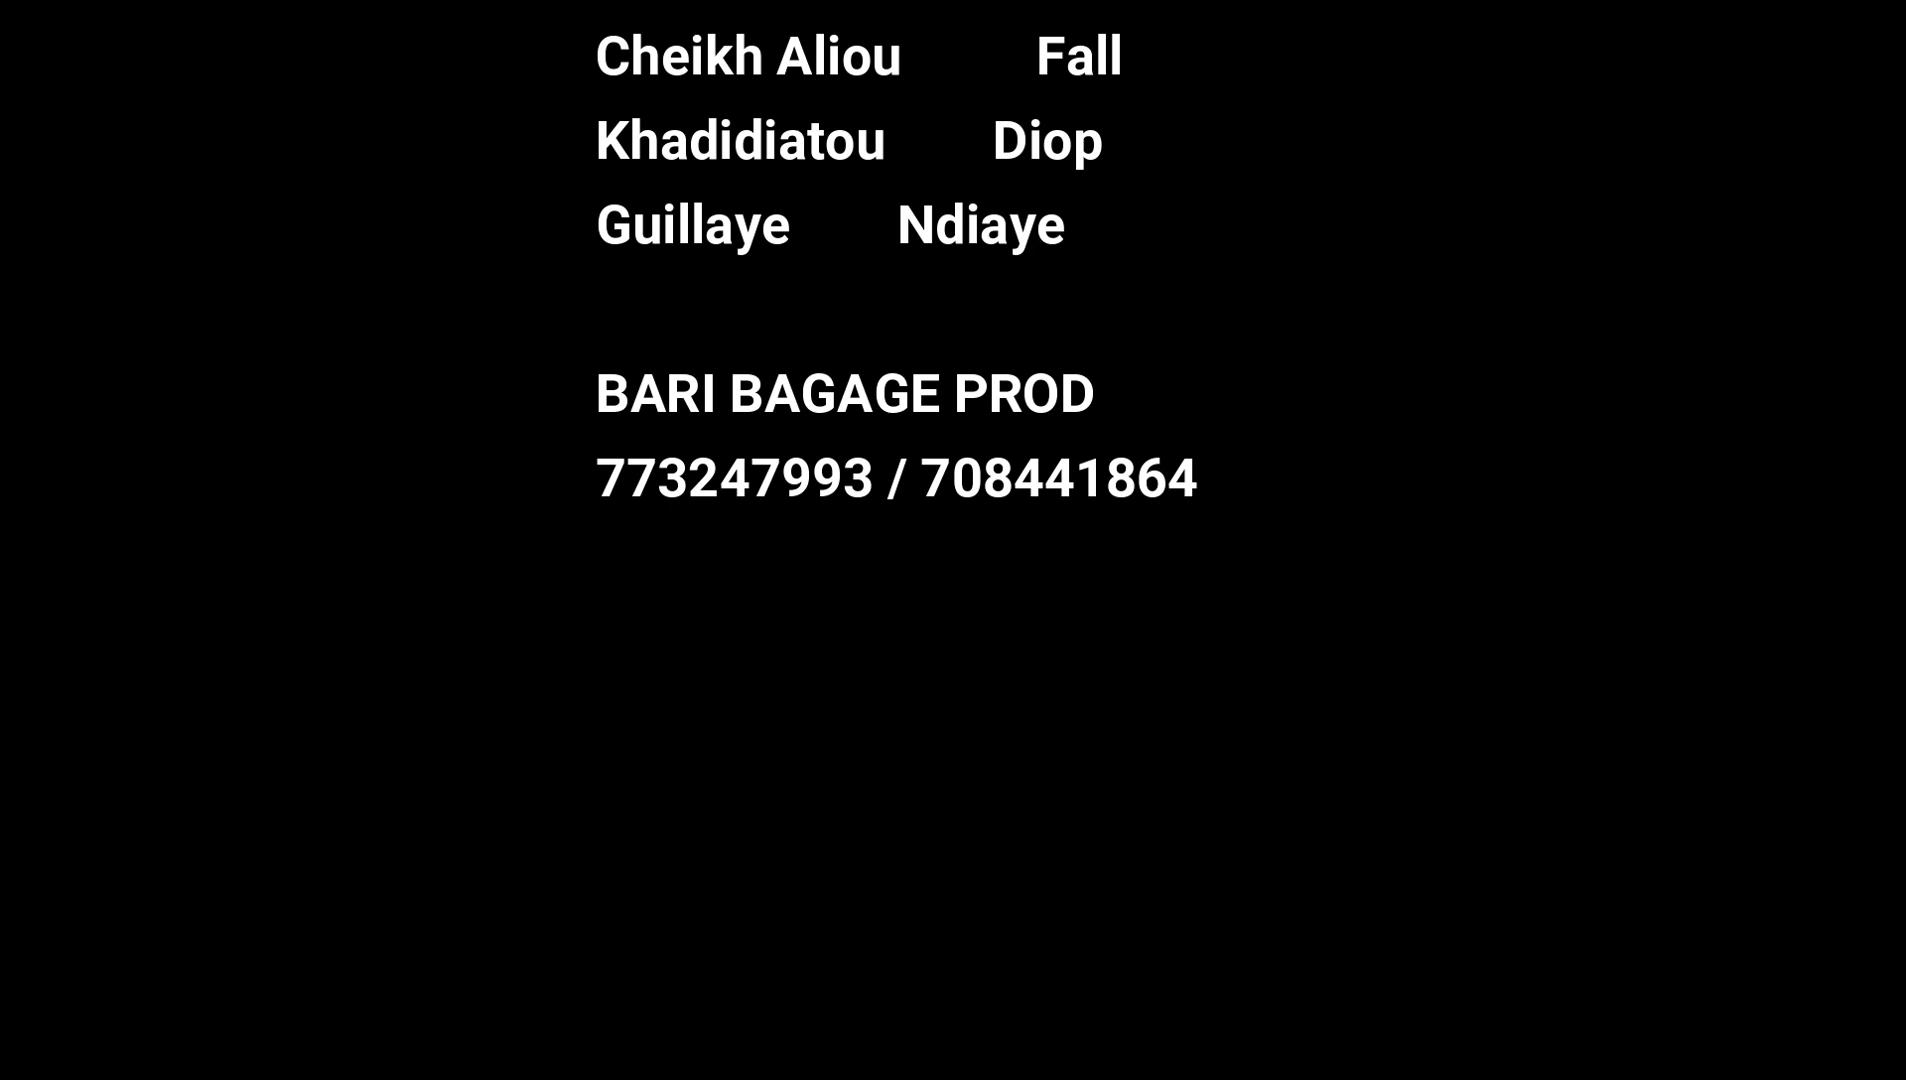 Cheikh Aliou Fall
Khadidiatou Diop
Guillaye Ndiaye
BARI BAGAGE PROD
773247993 / 708441864